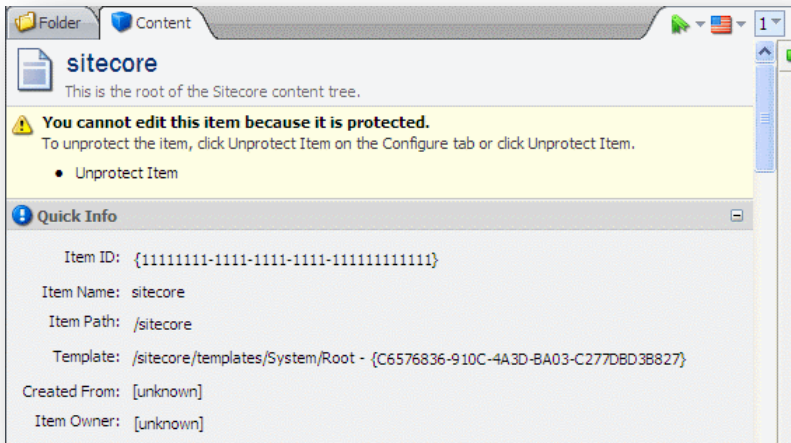 Folder Content 1
sitecore
This is the root of the Sitecore content tree.
You cannot edit this item because it is protected.
To unprotect the item, click Unprotect Item on the Configure tab or click Unprotect Item.
• Unprotect Item
Quick Info
Item ID: {11111111-1111-1111-1111-111111111111}
Item Name: sitecore
Item Path: /sitecore
Template: /sitecore/templates/System/Root - {C6576836-910C-4A3D-BA03-C277DBD3B827}
Created From: [unknown]
Item Owner: [unknown]